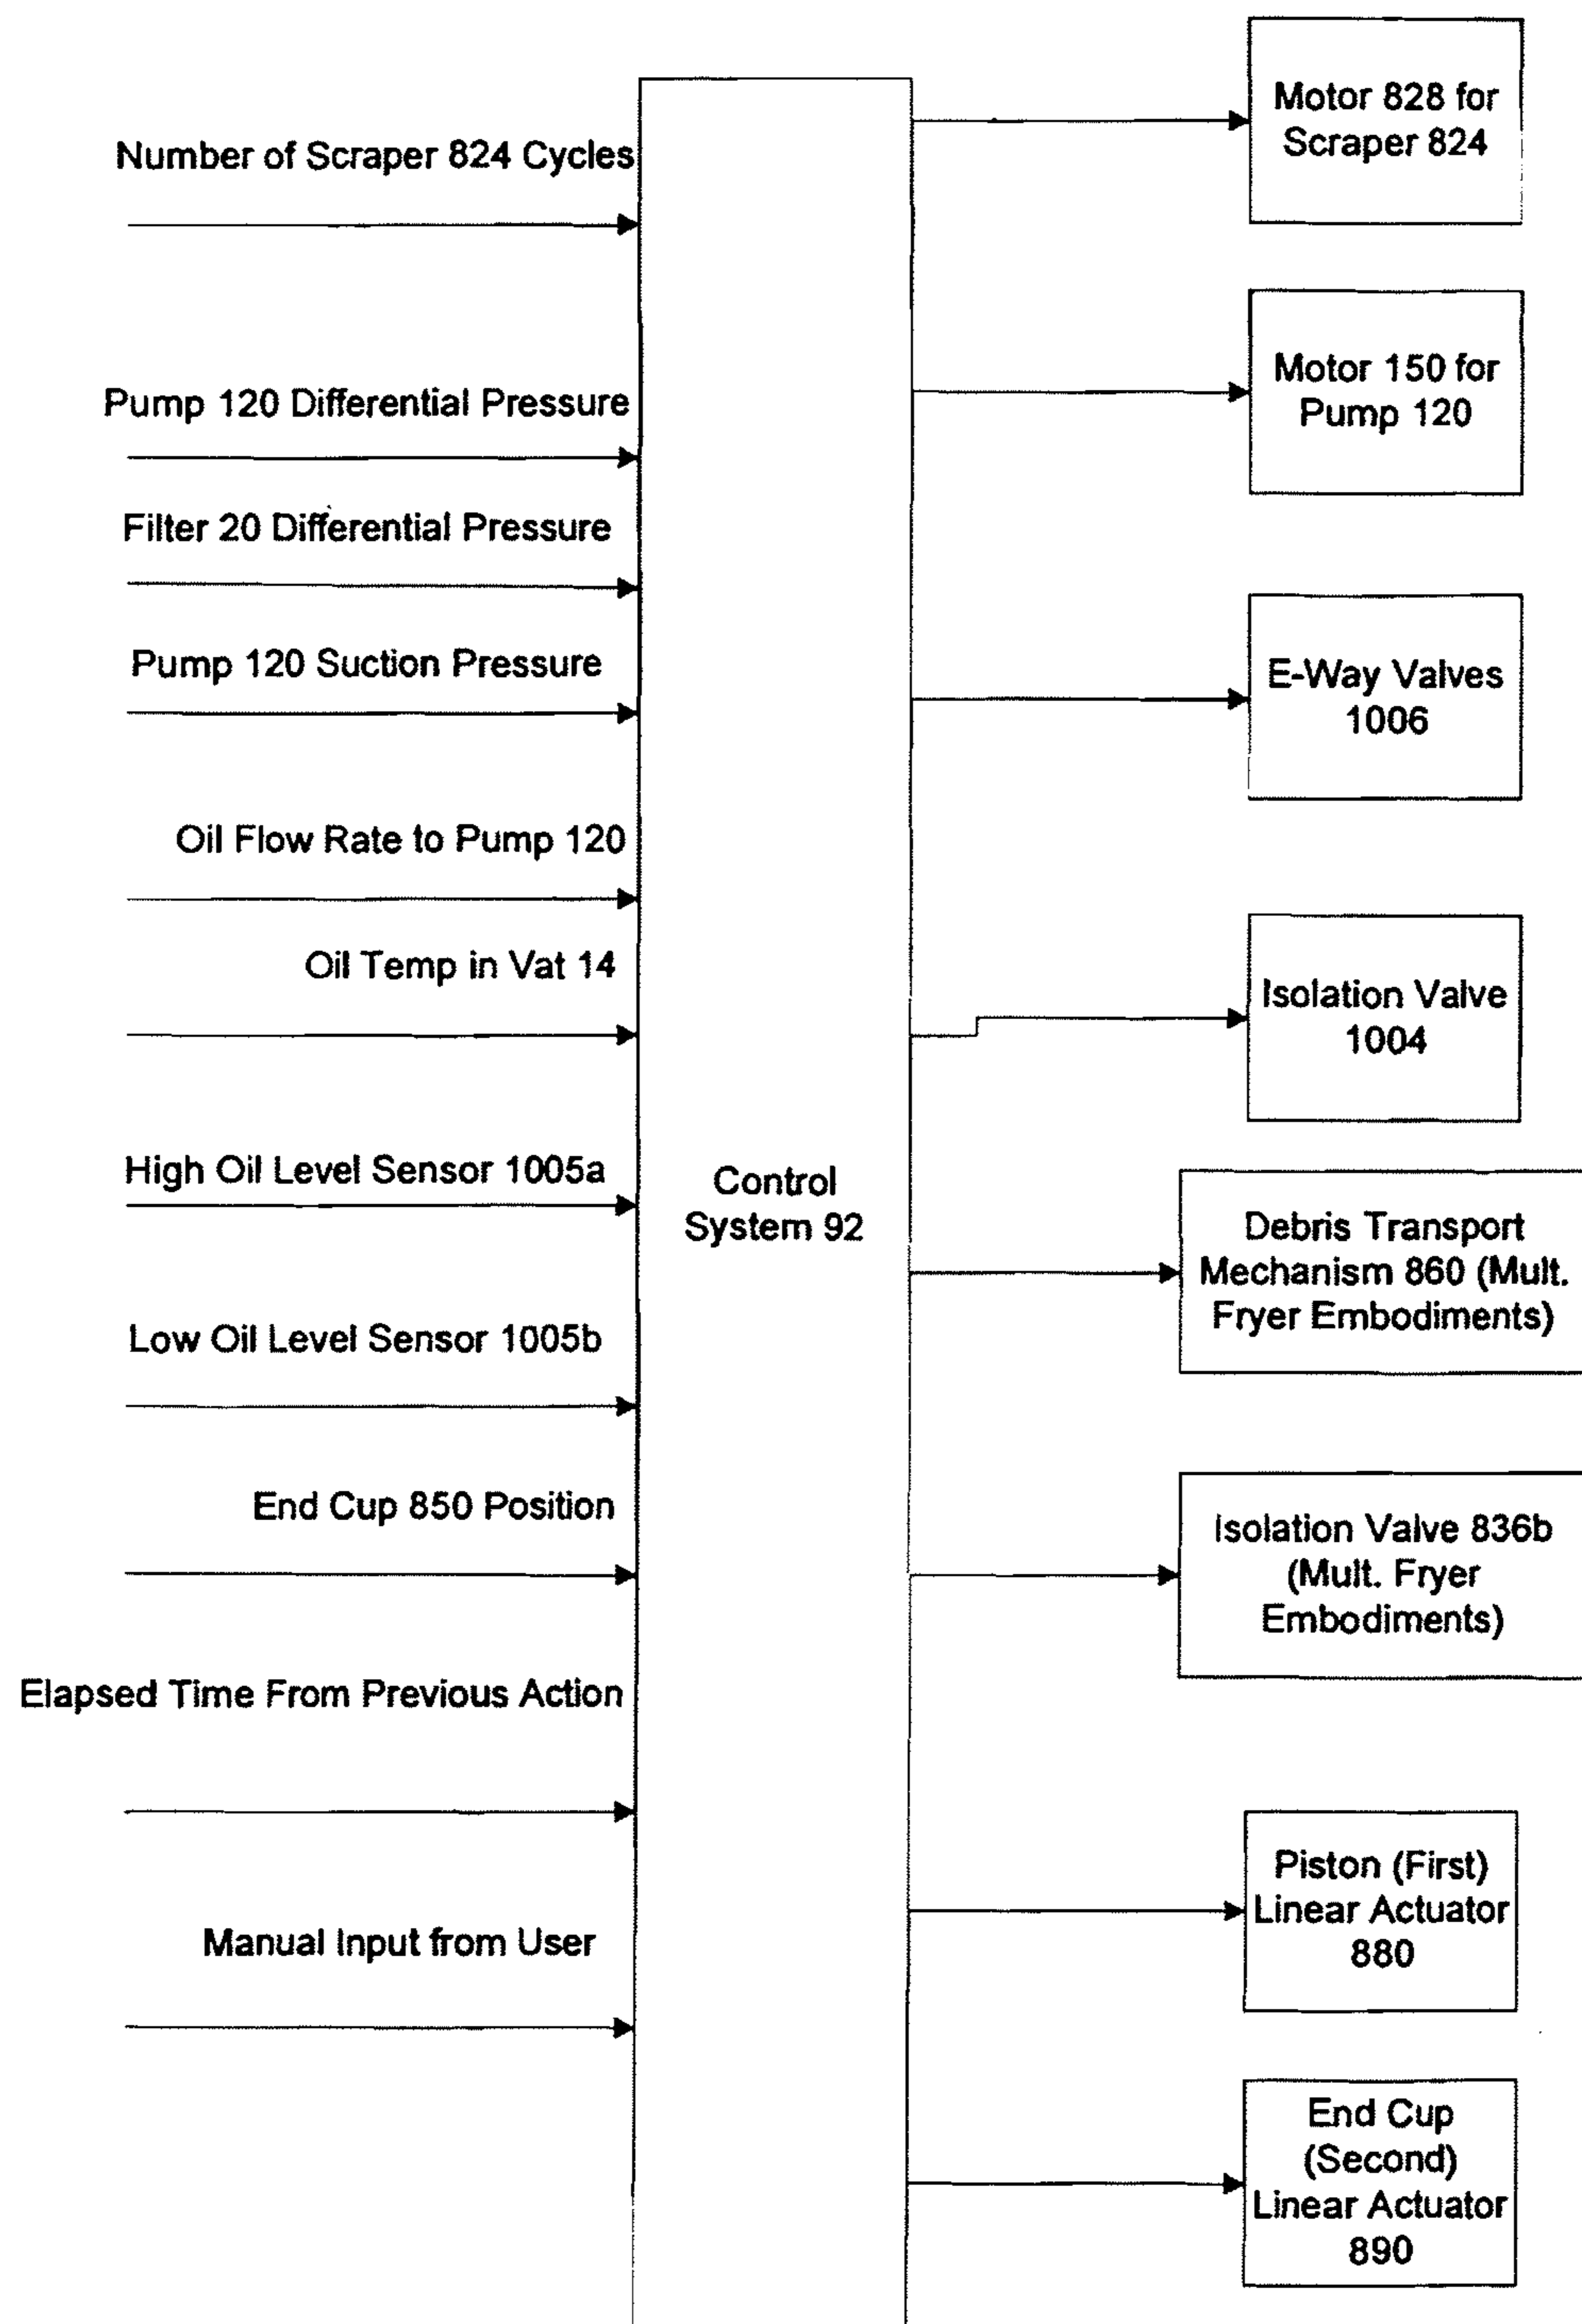 Number of Scraper 824 Cycles
Pump 120 Differential Pressure
Filter 20 Differential Pressure
Pump 120 Suction Pressure
Oil Flow Rate to Pump 120
Oil Temp in Vat 14
High Oil Level Sensor 1005a
Low Oil Level Sensor 1005b
End Cup 850 Position
Elapsed Time From Previous Action
Manual Input from User
Control
System 92
Motor 828 for
Scraper 824
Motor 150 for
Pump 120
E-Way Valves
1006
Isolation Valve
1004
Debris Transport
Mechanism 860 (Mult.
Fryer Embodiments)
Isolation Valve 836b
(Mult. Fryer
Embodiments)
Piston (First)
Linear Actuator
880
End Cup
(Second)
Linear Actuator
890